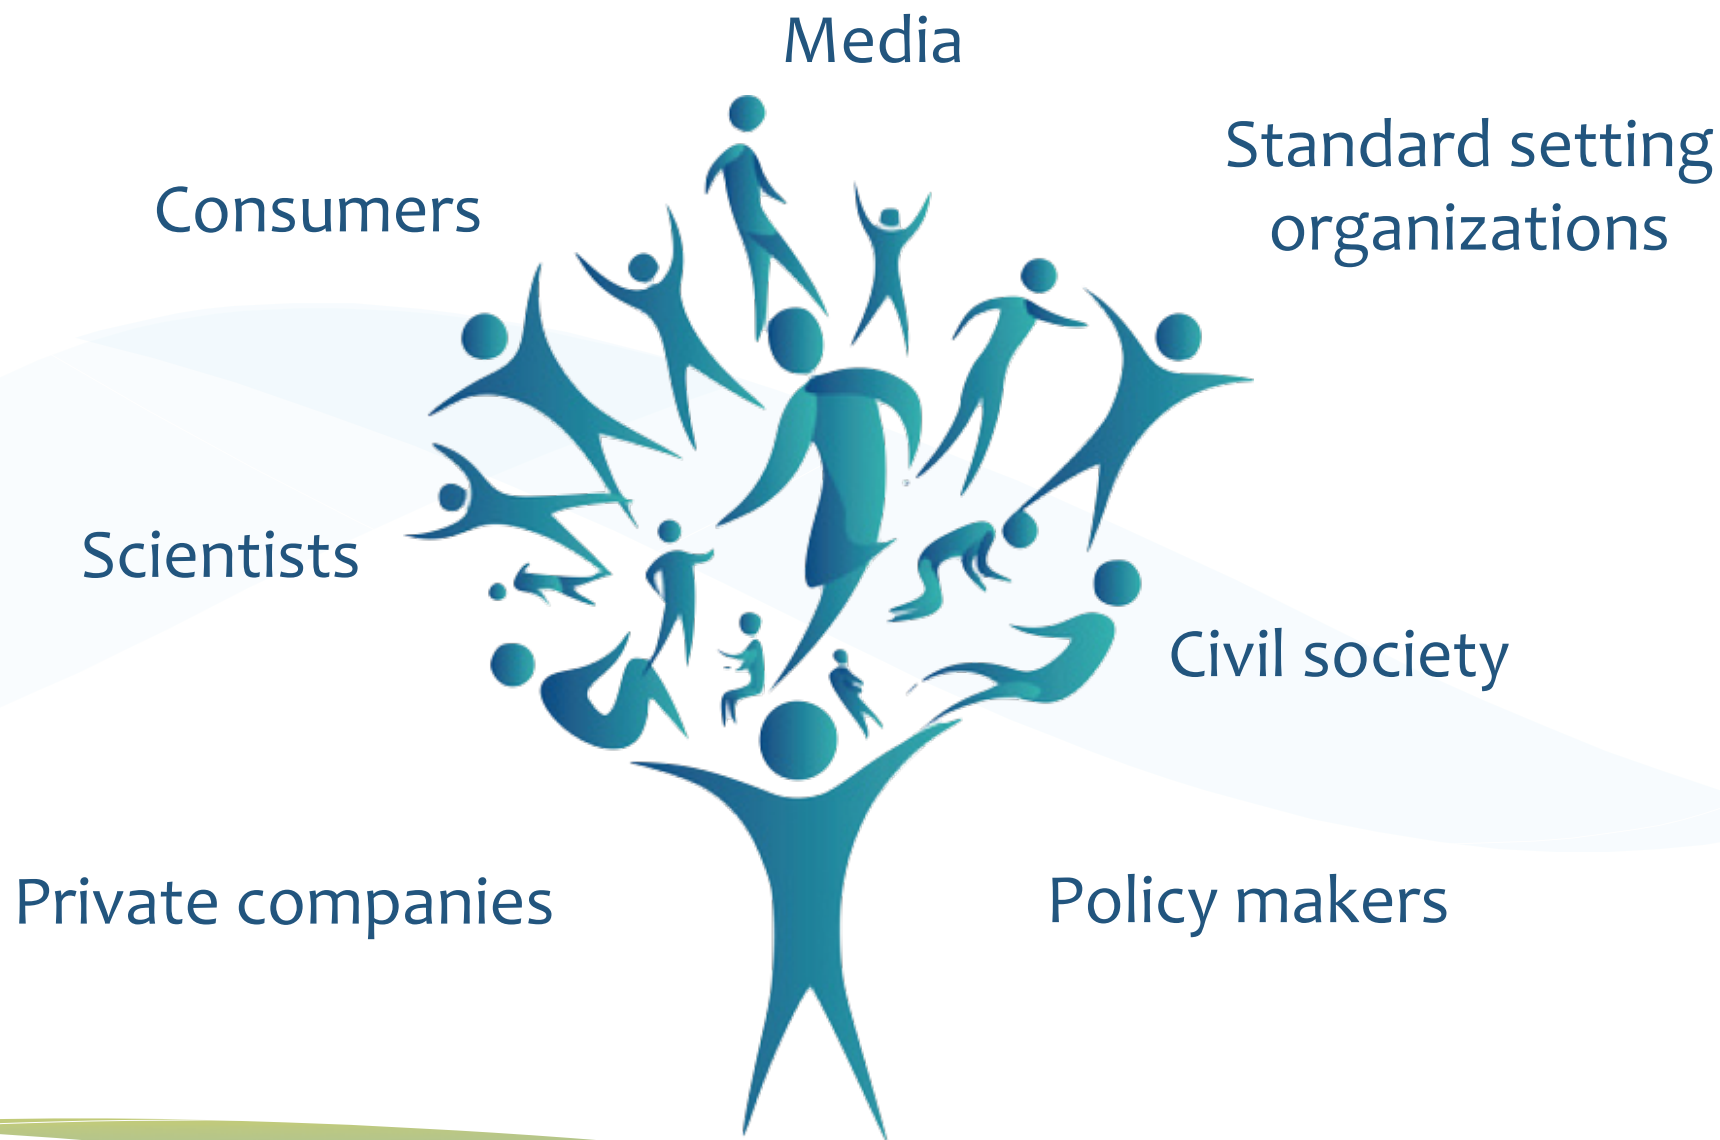 Media
Standard setting
organizations
Consumers
Scientists
Civil society
Private companies
Policy makers